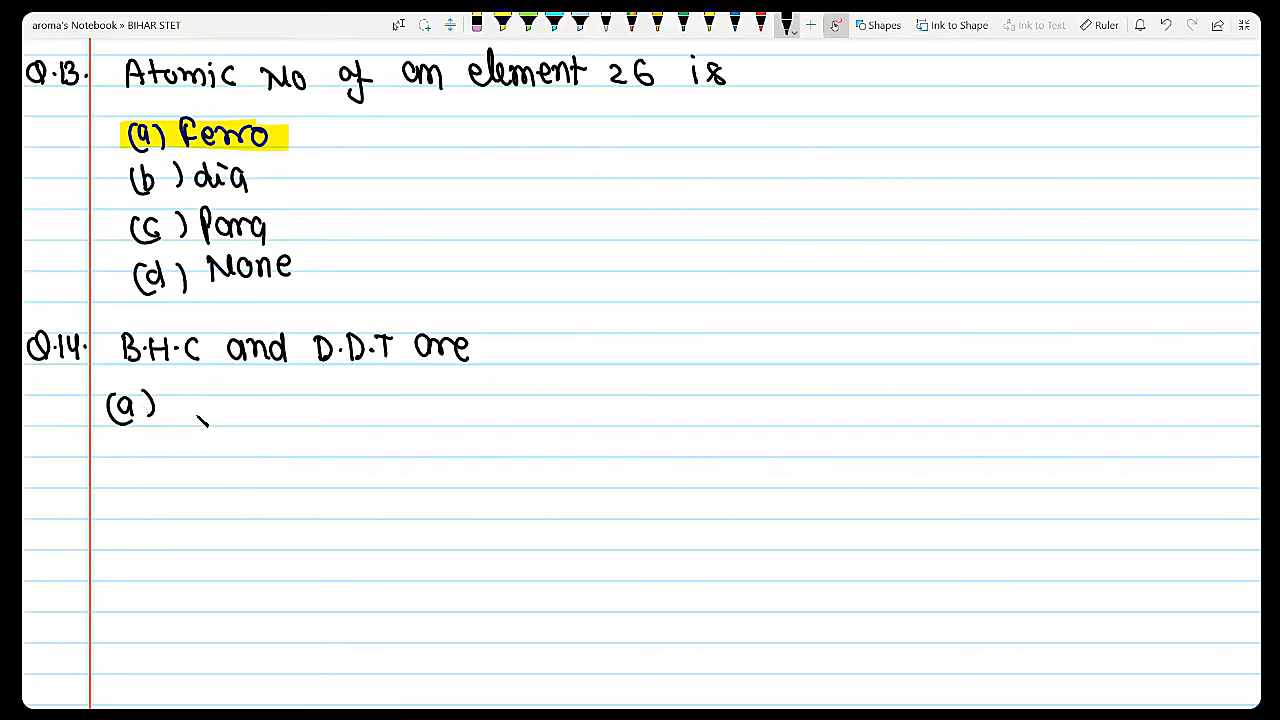 aroma's Notebook » BIHAR STET
Shapes
Ink to Shape
Ink to Text
Ruler
Q.13. Atomic No of an element 26 is
(a) Ferro
(b) dia
(c) Para
(d) None
Q.14. B.H.C and D.D.T are
(a)